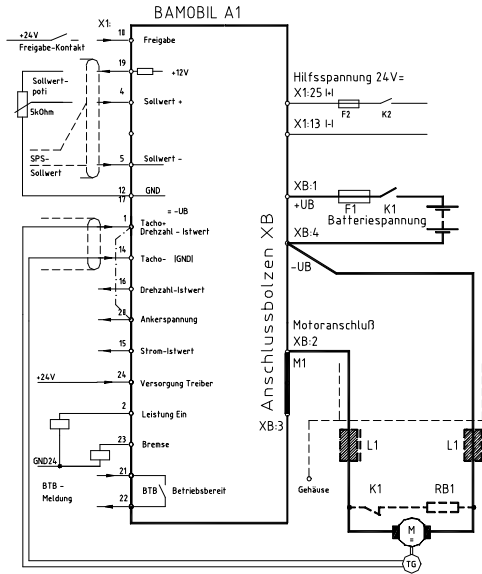 BAMOBIL A1
X1:
+24V
10
Freigabe
Freigabe-Kontakt
19
+12V
Sollwert-
poti
4
Sollwert +
5kOhm
SPS-
Sollwert
5
Sollwert -
12
GND
17
= -UB
1
Tacho+
Drehzahl - Istwert
14
Tacho- IGNDI
16
Drehzahl-Istwert
Ankerspannung
15
Strom-Istwert
+24V
24
Versorgung Treiber
2
Leistung Ein
23
Bremse
GND24
21
BTB -
Meldung
BTB
Betriebsbereit
22
Anschlussbolzen XB
Hilfsspannung 24V=
X1:25 I+I
F2
K2
X1:13 I-I
XB:1
+UB
F1
K1
Batteriespannung
XB:4
-UB
Motoranschluß
XB:2
M1
XB:3
L1
L1
Gehäuse
K1
RB1
M
=
TG